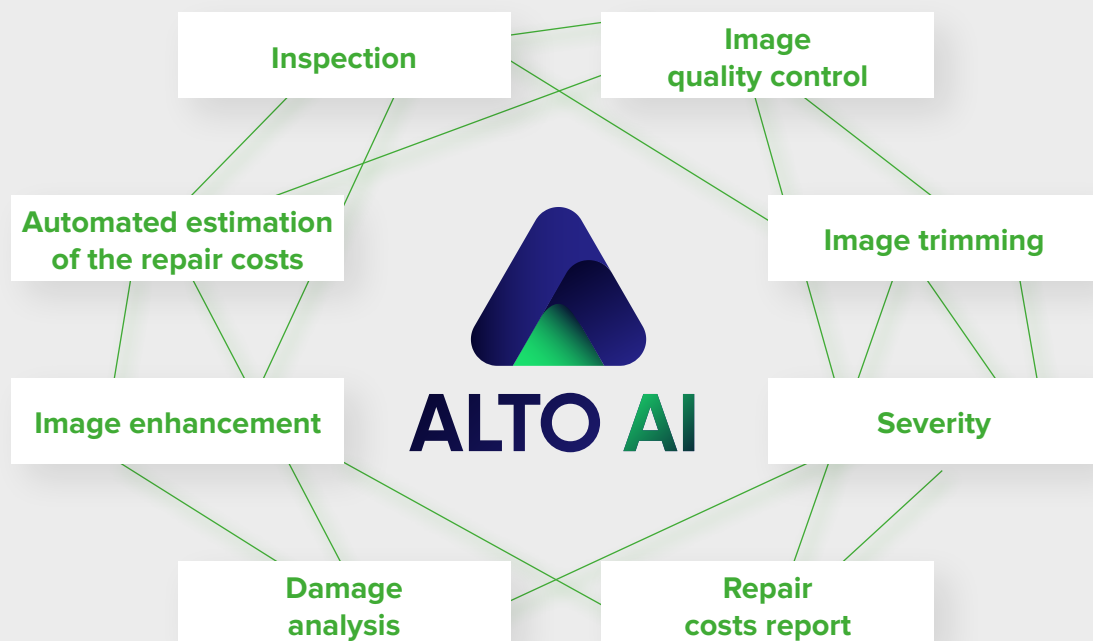 Inspection
Image
quality control
Automated estimation
of the repair costs
Image trimming
Image enhancement
ALTO AI
Severity
Damage
analysis
Repair
costs report